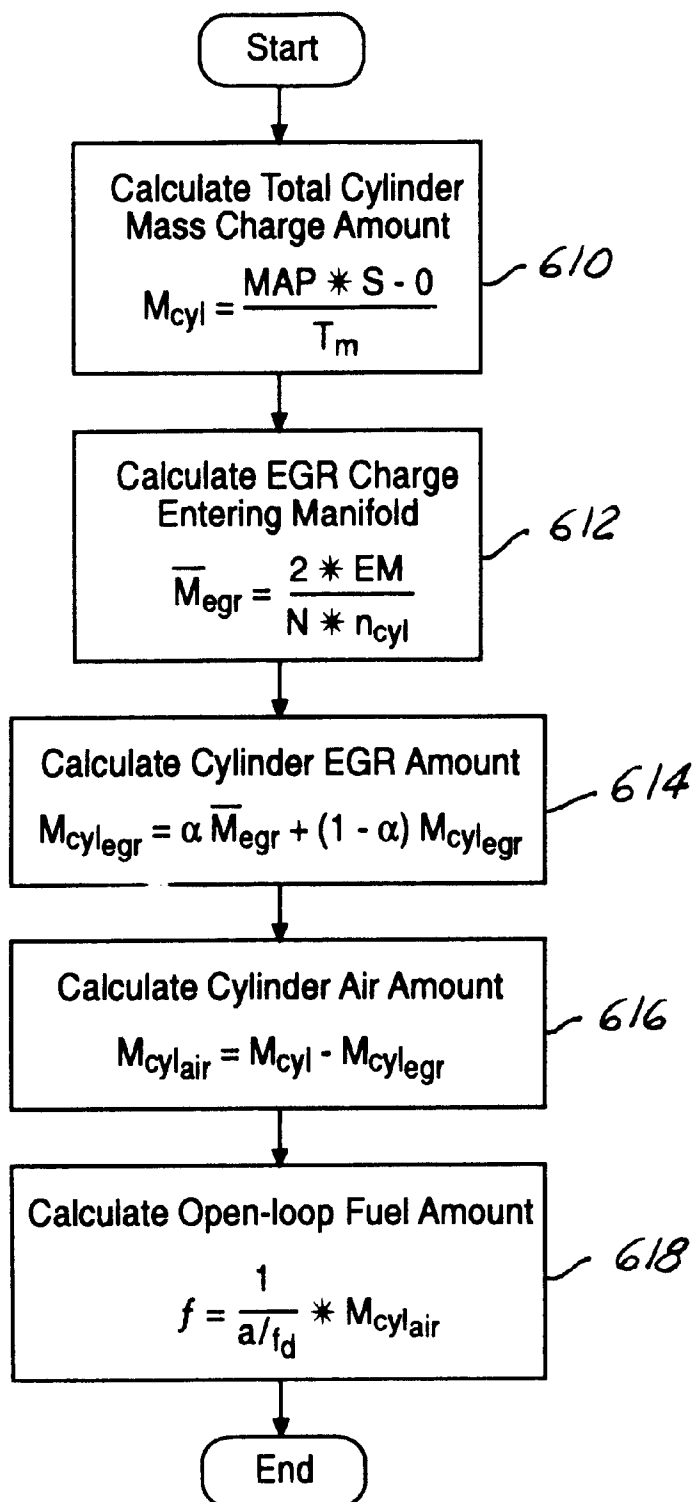 Start
Calculate Total Cylinder
Mass Charge Amount
M_cyl = (MAP * S - 0) / T_m
610
Calculate EGR Charge
Entering Manifold
M̅_egr = (2 * EM) / (N * n_cyl)
612
Calculate Cylinder EGR Amount
M_cyl_egr = α M̅_egr + (1 - α) M_cyl_egr
614
Calculate Cylinder Air Amount
M_cyl_air = M_cyl - M_cyl_egr
616
Calculate Open-loop Fuel Amount
f = 1 / (a/f_d) * M_cyl_air
618
End